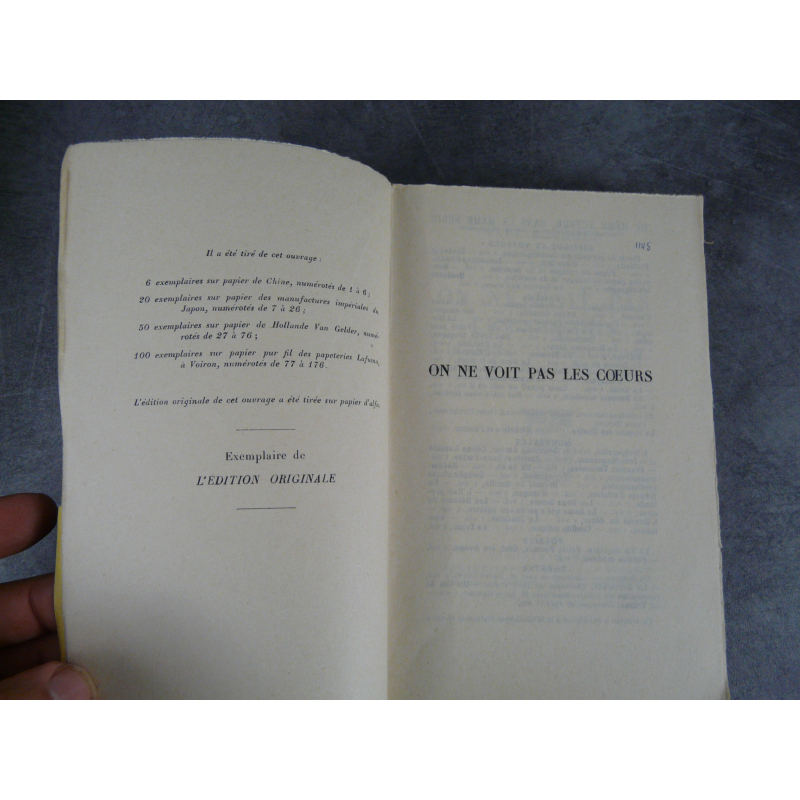 Il a été tiré de cet ouvrage :
6 exemplaires sur papier de Chine, numérotés de 1 à 6 ;
20 exemplaires sur papier des manufactures impériales du
Japon, numérotés de 7 à 26 ;
50 exemplaires sur papier de Hollande Van Gelder, numé-
rotés de 27 à 76 ;
100 exemplaires sur papier pur fil des papeteries Lafuma,
à Voiron, numérotés de 77 à 176.
L'édition originale de cet ouvrage a été tirée sur papier d'alfa.
Exemplaire de
L'ÉDITION ORIGINALE
ON NE VOIT PAS LES CŒURS